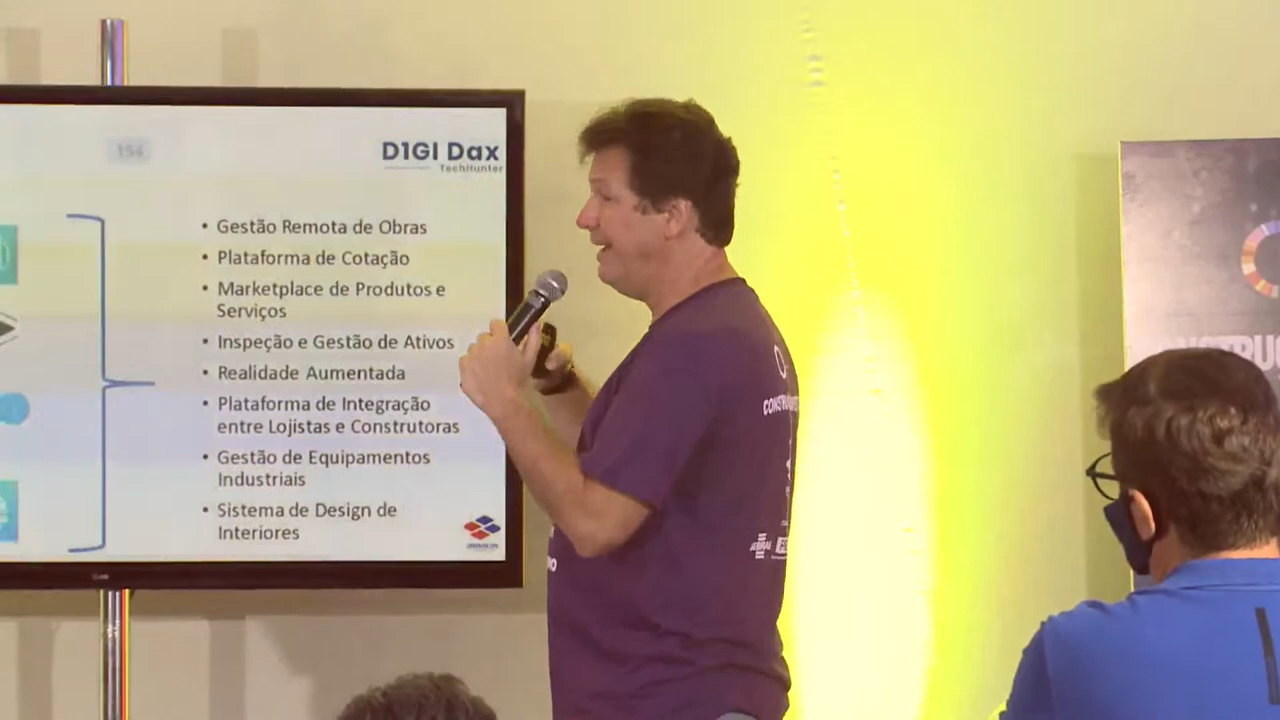 154
D1GI Dax
TechHunter
• Gestão Remota de Obras
• Plataforma de Cotação
• Marketplace de Produtos e
Serviços
• Inspeção e Gestão de Ativos
• Realidade Aumentada
• Plataforma de Integração
entre Lojistas e Construtoras
• Gestão de Equipamentos
Industriais
• Sistema de Design de
Interiores
SEBRAE